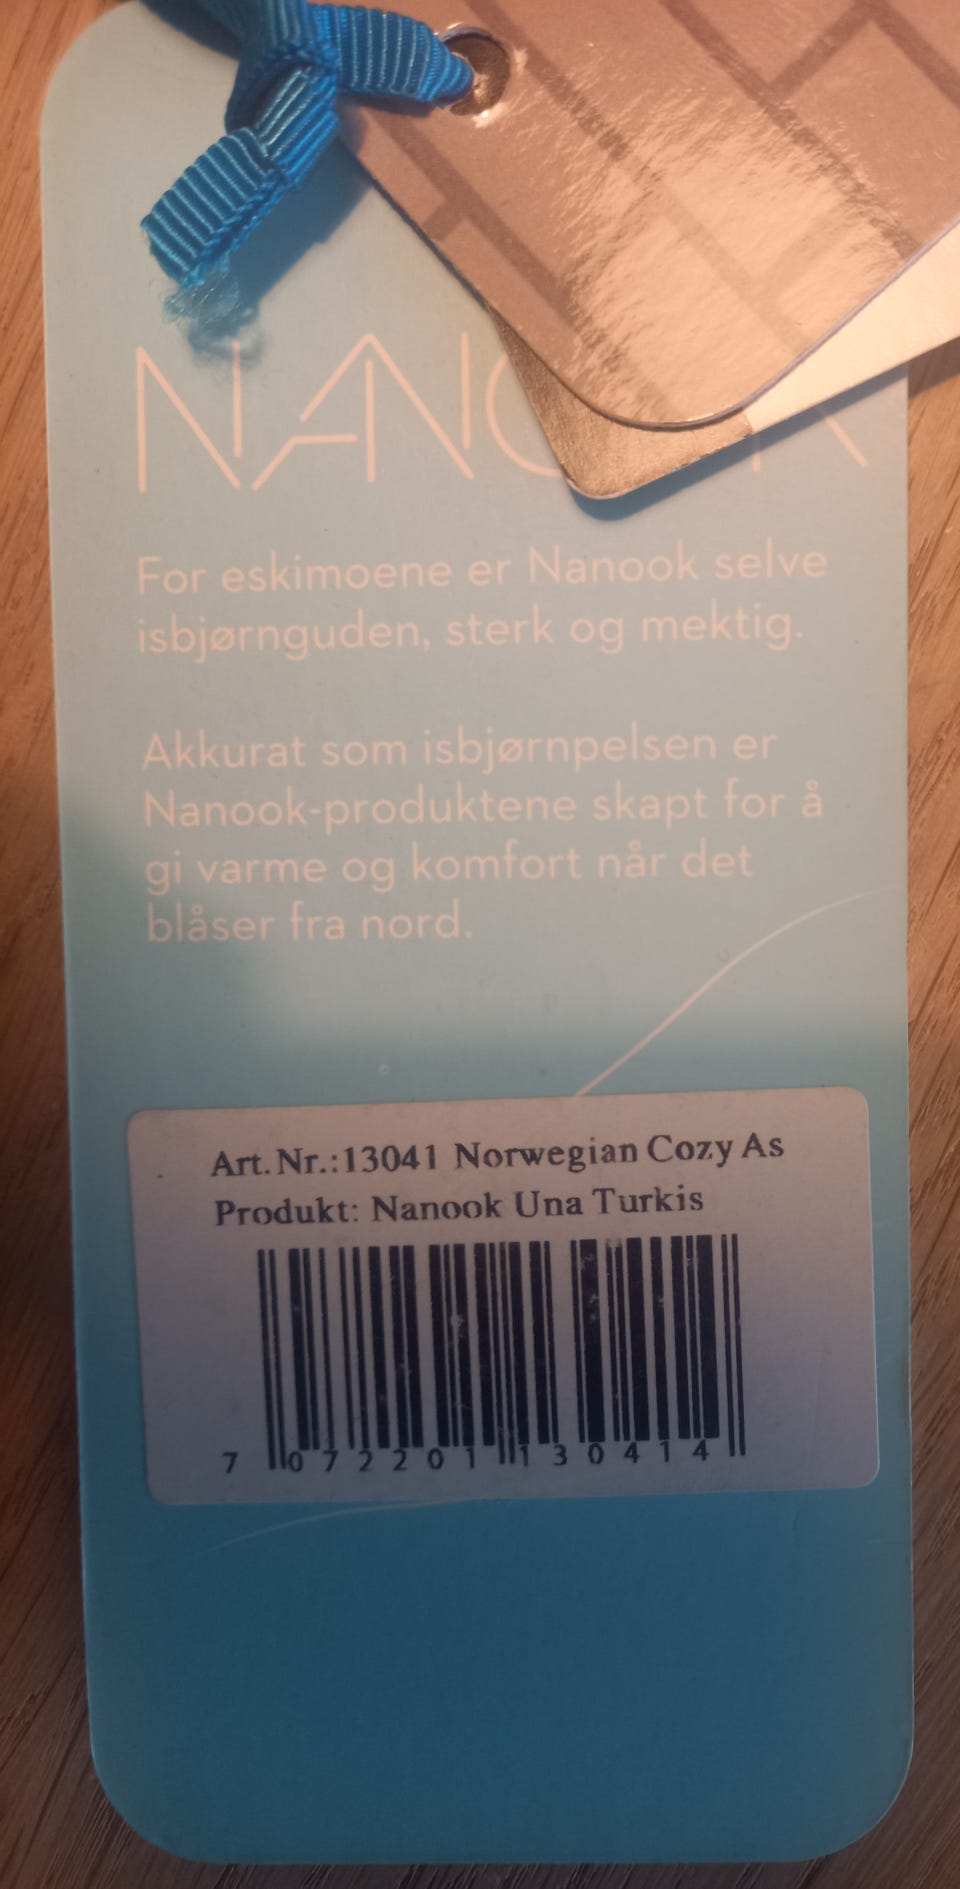 For eskimoene er Nanook selve
isbjørnguden, sterk og mektig.
Akkurat som isbjørnpelsen er
Nanook-produktene skapt for å
gi varme og komfort når det
blåser fra nord.
Art. Nr.:13041 Norwegian Cozy As
Produkt: Nanook Una Turkis
7 072201 130414